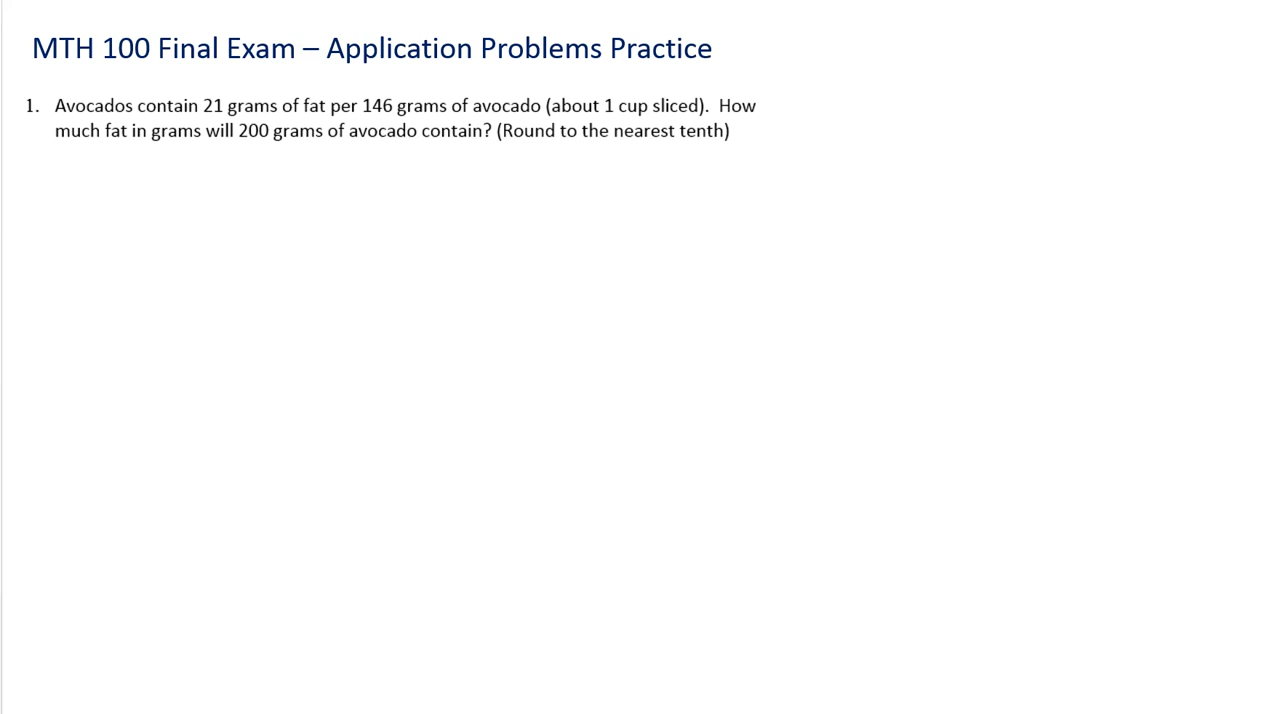 MTH 100 Final Exam – Application Problems Practice
1. Avocados contain 21 grams of fat per 146 grams of avocado (about 1 cup sliced). How
much fat in grams will 200 grams of avocado contain? (Round to the nearest tenth)